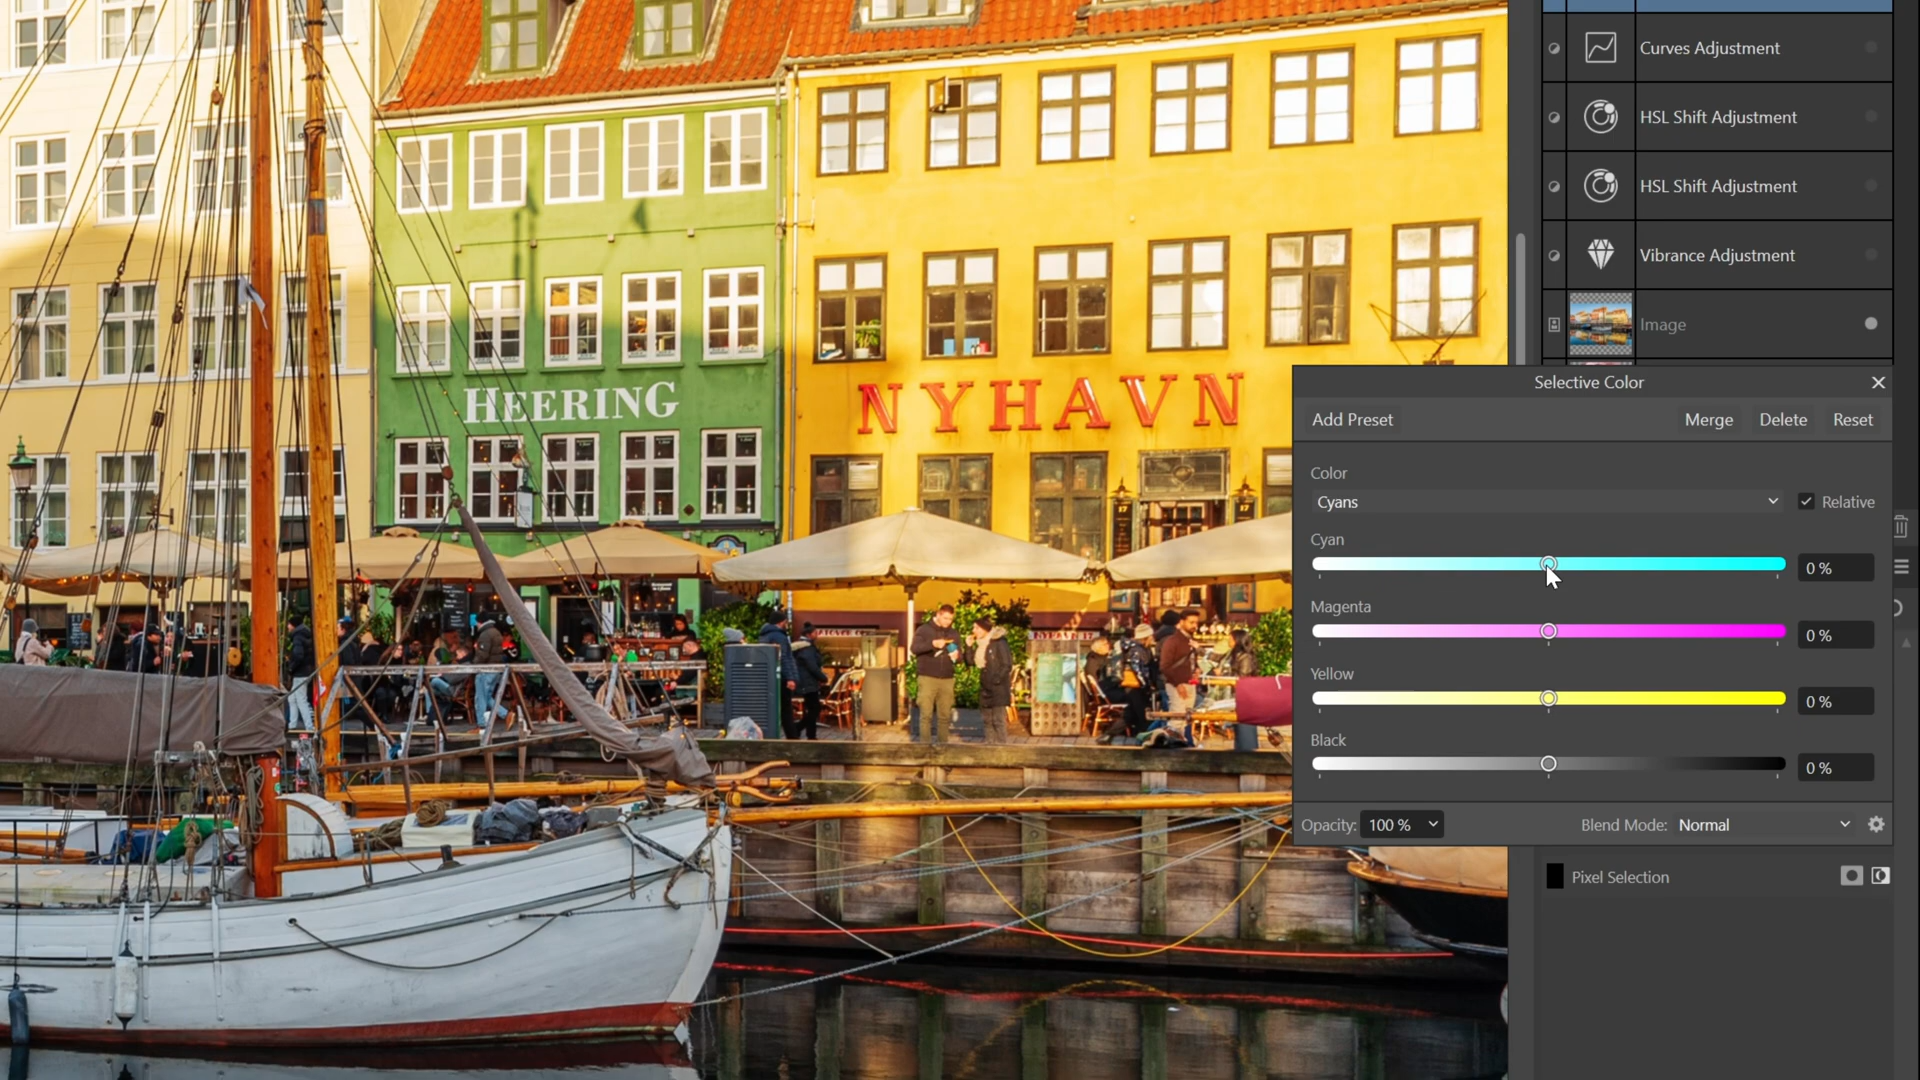 Curves Adjustment
HSL Shift Adjustment
HSL Shift Adjustment
Vibrance Adjustment
Image
HEERING
NYHAVN
17
17
Selective Color
Add Preset
Merge Delete Reset
Color
Cyans
Relative
Cyan
0 %
Magenta
0 %
Yellow
0 %
Black
0 %
Opacity: 100 %
Blend Mode: Normal
Pixel Selection